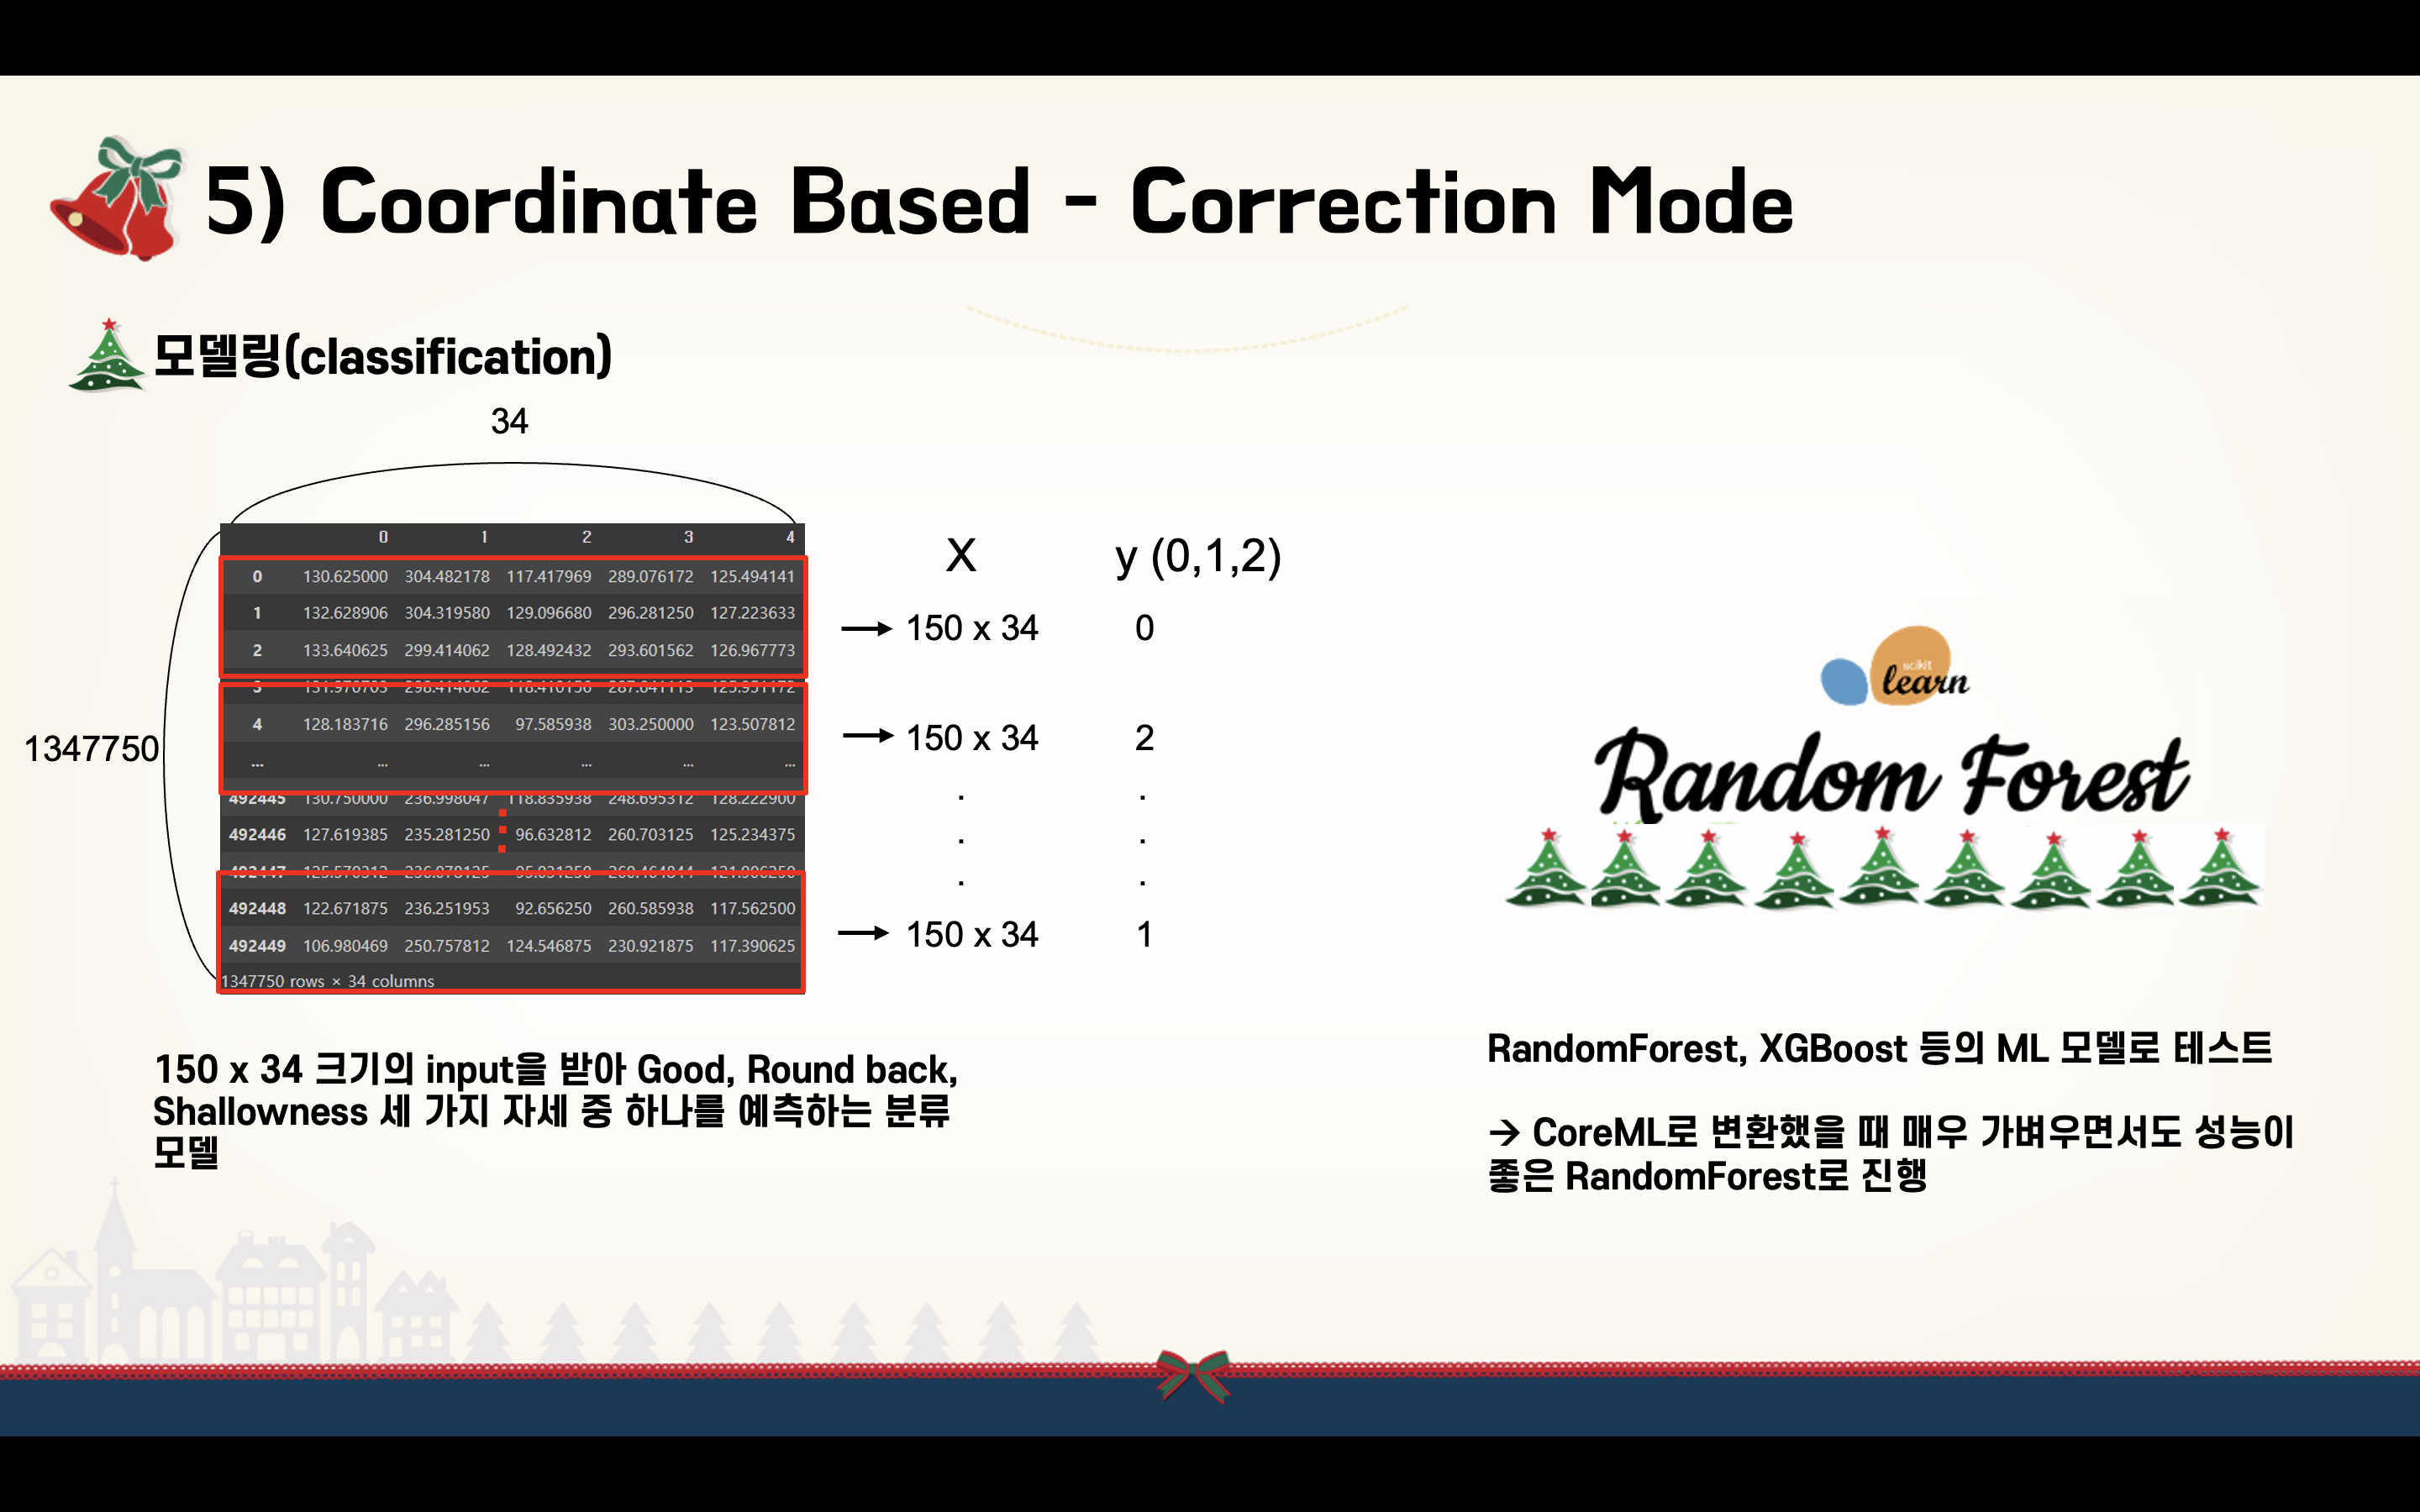 5) Coordinate Based - Correction Mode
모델링(classification)
34
1347750
0 1 2 3 4
0 130.625000 304.482178 117.417969 289.076172 125.494141
1 132.628906 304.319580 129.096680 296.281250 127.223633
2 133.640625 299.414062 128.492432 293.601562 126.967773
3 131.970703 298.414062 118.410156 287.641113 125.951172
4 128.183716 296.285156 97.585938 303.250000 123.507812
... ... ... ... ... ...
492445 130.750000 236.998047 118.835938 248.695312 128.222900
492446 127.619385 235.281250 96.632812 260.703125 125.234375
492447
492448 122.671875 236.251953 92.656250 260.585938 117.562500
492449 106.980469 250.757812 124.546875 230.921875 117.390625
1347750 rows × 34 columns
X y (0,1,2)
→ 150 x 34 0
→ 150 x 34 2
. .
. .
. .
→ 150 x 34 1
150 x 34 크기의 input을 받아 Good, Round back,
Shallowness 세 가지 자세 중 하나를 예측하는 분류
모델
scikit
learn
Random Forest
RandomForest, XGBoost 등의 ML 모델로 테스트
→ CoreML로 변환했을 때 매우 가벼우면서도 성능이
좋은 RandomForest로 진행